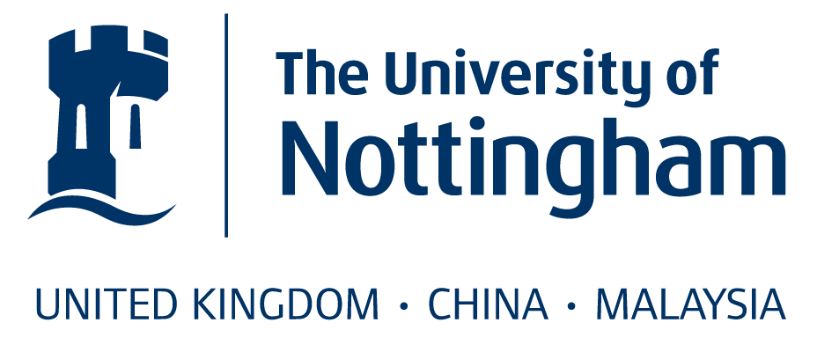 The University of
Nottingham
UNITED KINGDOM · CHINA · MALAYSIA